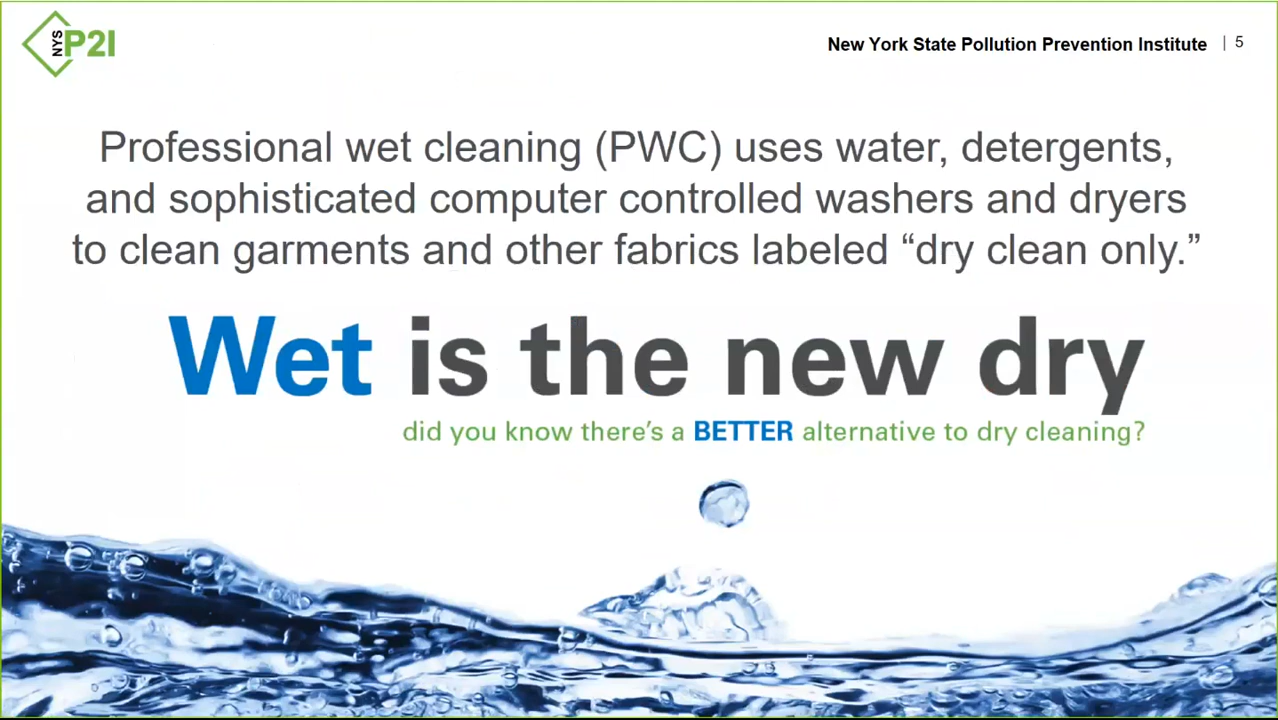 NYS P2I
New York State Pollution Prevention Institute | 5
Professional wet cleaning (PWC) uses water, detergents,
and sophisticated computer controlled washers and dryers
to clean garments and other fabrics labeled “dry clean only.”
Wet is the new dry
did you know there’s a BETTER alternative to dry cleaning?